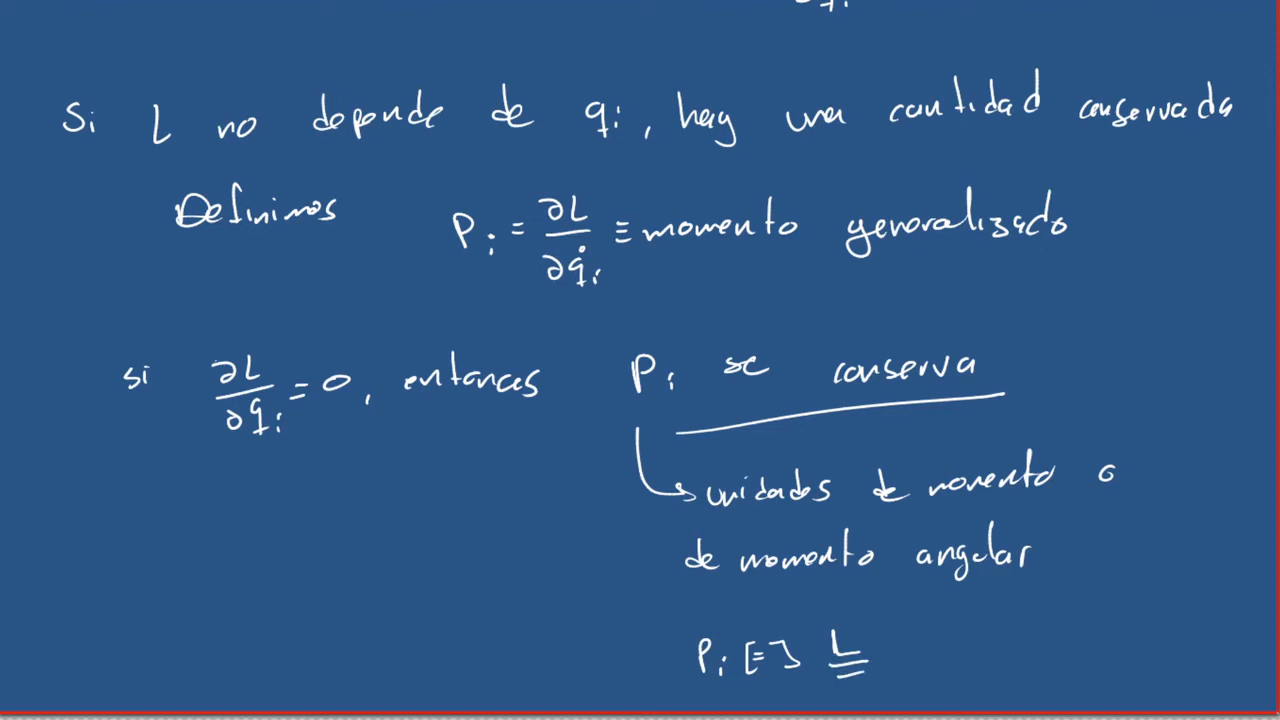 Si L no depende de qᵢ, hay una cantidad conservada
Definimos Pᵢ = ∂L/∂q̇ᵢ ≡ momento generalizado
si ∂L/∂qᵢ = 0, entonces Pᵢ se conserva
→ unidades de momento o
de momento angular
Pᵢ [=] L